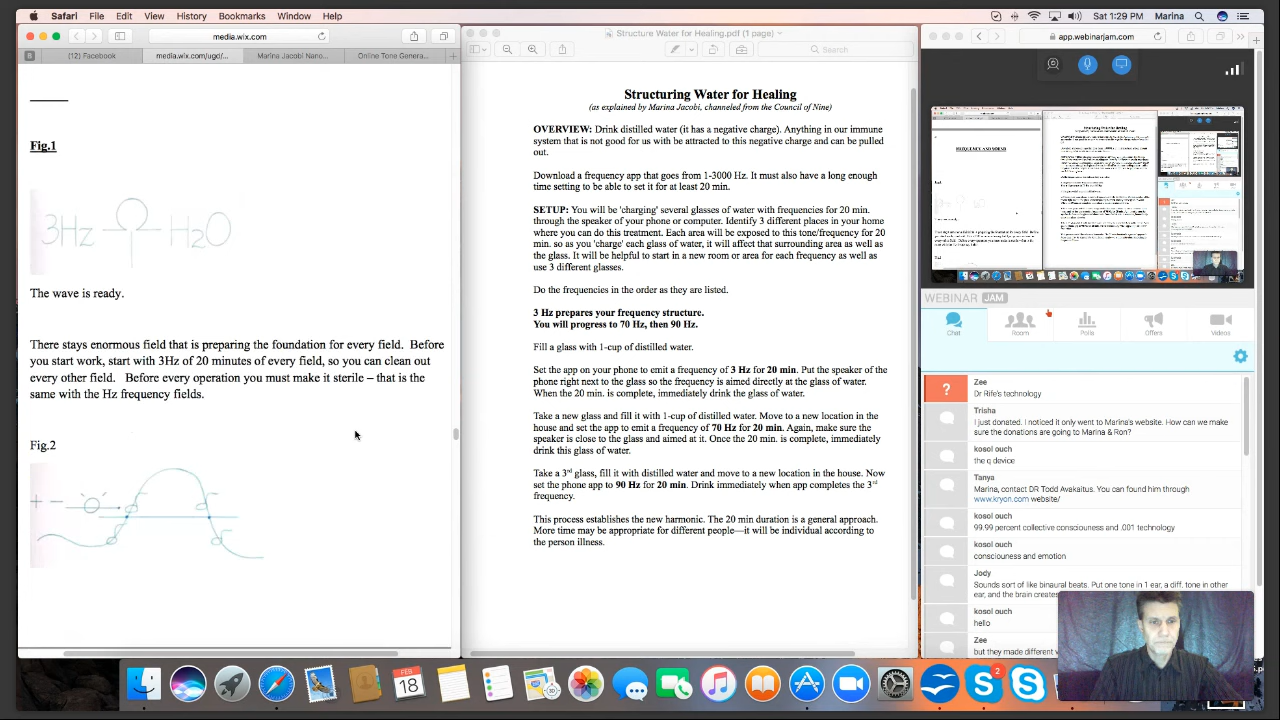 Safari File Edit View History Bookmarks Window Help
Sat 1:29 PM Marina
media.wix.com
(12) Facebook
media.wix.com/ugd/...
Marina Jacobi Nano...
Online Tone Genera...
Fig.1
3Hz H2O
The wave is ready.
There stays enormous field that is preparing the foundation for every field. Before
you start work, start with 3Hz of 20 minutes of every field, so you can clean out
every other field. Before every operation you must make it sterile – that is the
same with the Hz frequency fields.
Fig.2
+ –
Structure Water for Healing.pdf (1 page)
Search
Structuring Water for Healing
(as explained by Marina Jacobi, channeled from the Council of Nine)
OVERVIEW: Drink distilled water (it has a negative charge). Anything in our immune
system that is not good for us with be attracted to this negative charge and can be pulled
out.
Download a frequency app that goes from 1-3000 Hz. It must also have a long enough
time setting to be able to set it for at least 20 min.
SETUP: You will be 'charging' several glasses of water with frequencies for 20 min.
through the speaker of your phone or computer. Identify 3 different places in your home
where you can do this treatment. Each area will be exposed to this tone/frequency for 20
min. so as you 'charge' each glass of water, it will affect that surrounding area as well as
the glass. It will be helpful to start in a new room or area for each frequency as well as
use 3 different glasses.
Do the frequencies in the order as they are listed.
3 Hz prepares your frequency structure.
You will progress to 70 Hz, then 90 Hz.
Fill a glass with 1-cup of distilled water.
Set the app on your phone to emit a frequency of 3 Hz for 20 min. Put the speaker of the
phone right next to the glass so the frequency is aimed directly at the glass of water.
When the 20 min. is complete, immediately drink the glass of water.
Take a new glass and fill it with 1-cup of distilled water. Move to a new location in the
house and set the app to emit a frequency of 70 Hz for 20 min. Again, make sure the
speaker is close to the glass and aimed at it. Once the 20 min. is complete, immediately
drink this glass of water.
Take a 3rd glass, fill it with distilled water and move to a new location in the house. Now
set the phone app to 90 Hz for 20 min. Drink immediately when app completes the 3rd
frequency.
This process establishes the new harmonic. The 20 min duration is a general approach.
More time may be appropriate for different people—it will be individual according to
the person illness.
app.webinarjam.com
FREQUENCY AND SOUND
WEBINAR JAM
Chat Room Polls Offers Videos
?
Zee
Dr Rife's technology
Trisha
I just donated. I noticed it only went to Marina's website. How can we make
sure the donations are going to Marina & Ron?
kosol ouch
the q device
Tanya
Marina, contact DR Todd Avakaitus. You can found him through
www.kryon.com website/
kosol ouch
99.99 percent collective consciousness and .001 technology
kosol ouch
consciousness and emotion
Jody
Sounds sort of like binaural beats. Put one tone in 1 ear, a diff. tone in other
ear, and the brain creates
kosol ouch
hello
Zee
but they made different
FEB
18
2